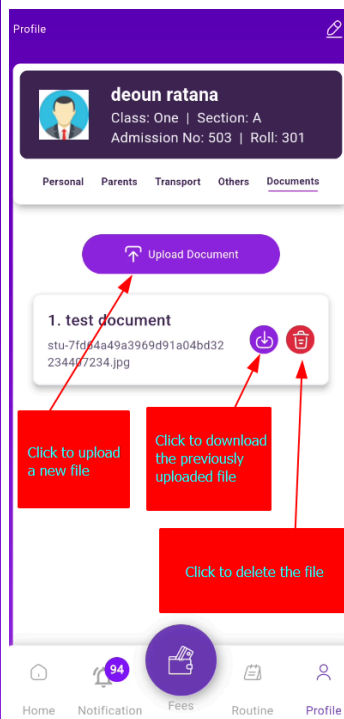 Profile
deoun ratana
Class: One | Section: A
Admission No: 503 | Roll: 301
Personal Parents Transport Others Documents
Upload Document
1. test document
stu-7fd64a49a3969d91a04bd32
234407234.jpg
Click to upload
a new file
Click to download
the previously
uploaded file
Click to delete the file
94
Home Notification Fees Routine Profile